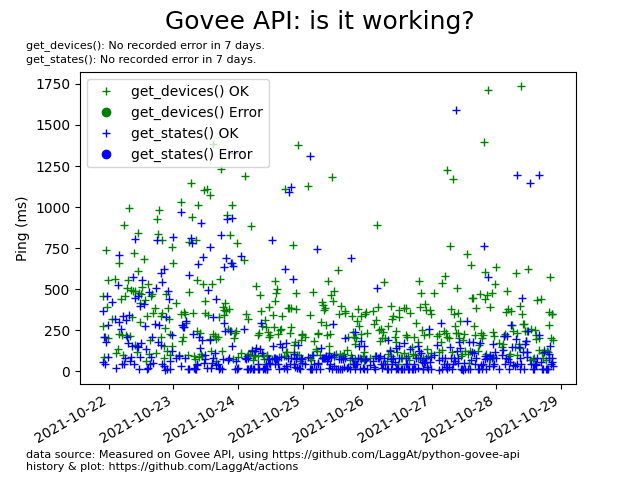 Govee API: is it working?
get_devices(): No recorded error in 7 days.
get_states(): No recorded error in 7 days.
get_devices() OK
get_devices() Error
get_states() OK
get_states() Error
Ping (ms)
1750
1500
1250
1000
750
500
250
0
2021-10-22
2021-10-23
2021-10-24
2021-10-25
2021-10-26
2021-10-27
2021-10-28
2021-10-29
data source: Measured on Govee API, using https://github.com/LaggAt/python-govee-api
history & plot: https://github.com/LaggAt/actions